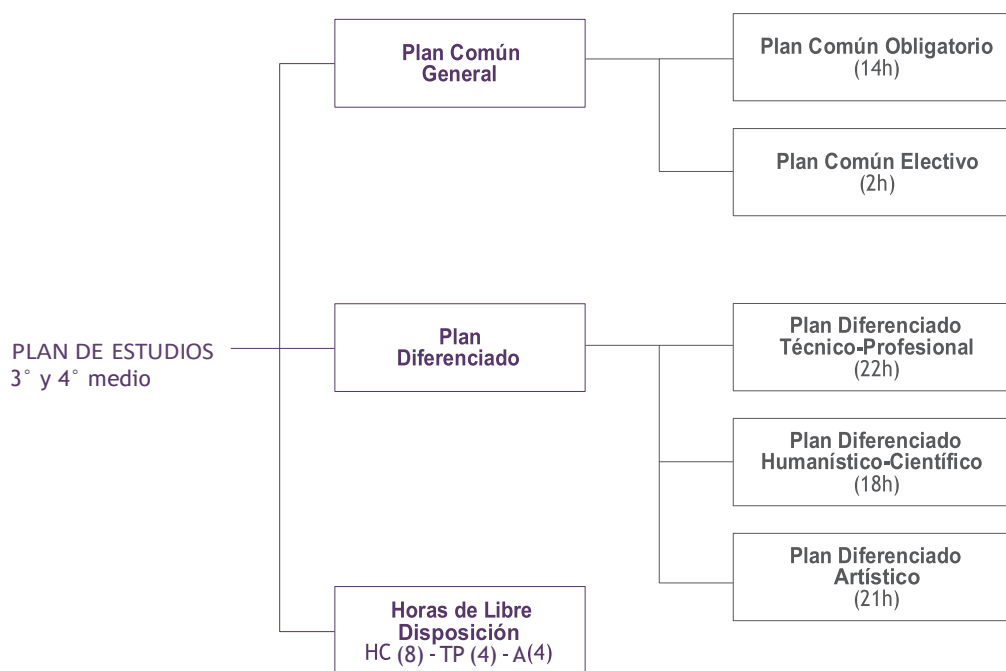 PLAN DE ESTUDIOS
3° y 4° medio
Plan Común
General
Plan Común Obligatorio
(14h)
Plan Común Electivo
(2h)
Plan
Diferenciado
Plan Diferenciado
Técnico-Profesional
(22h)
Plan Diferenciado
Humanístico-Científico
(18h)
Plan Diferenciado
Artístico
(21h)
Horas de Libre
Disposición
HC (8) - TP (4) - A(4)